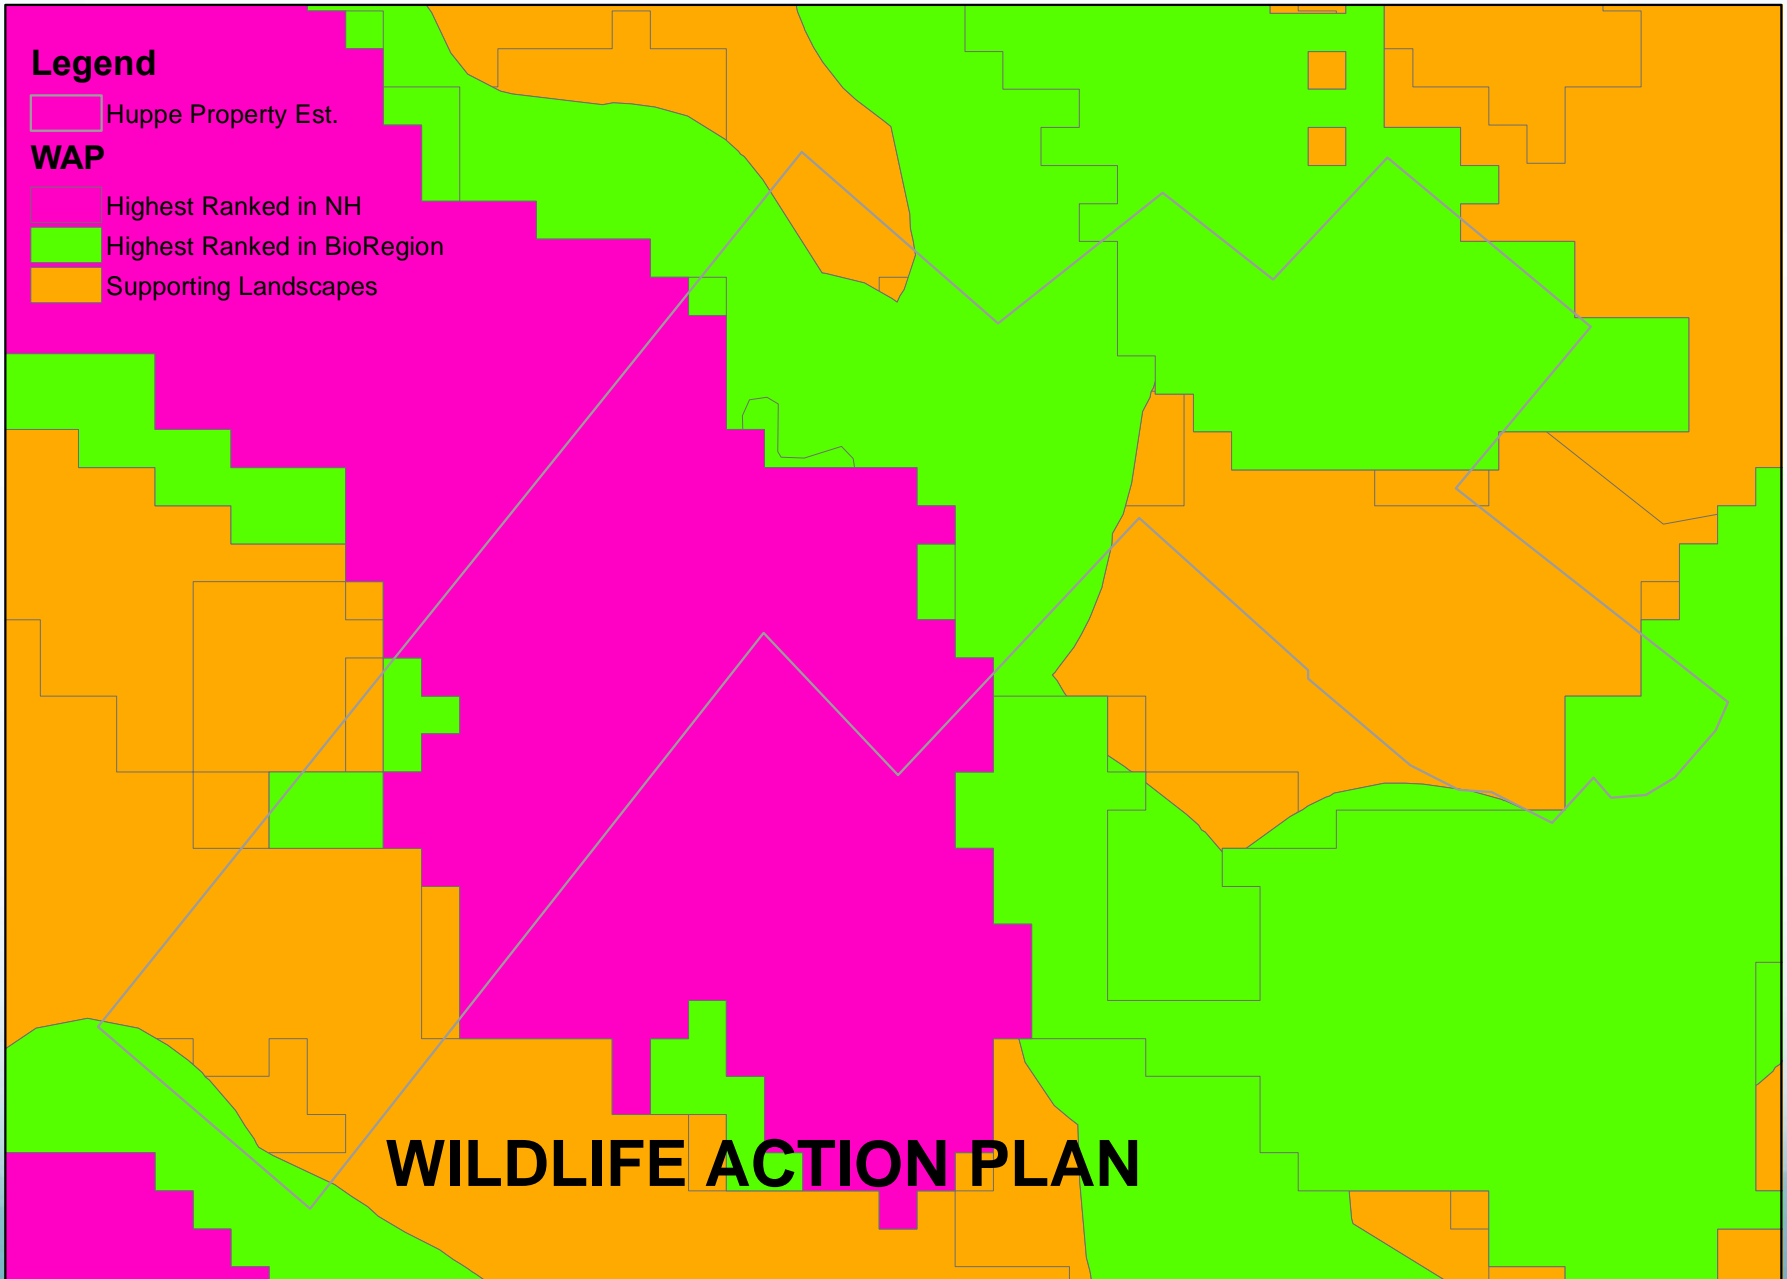 Legend
Huppe Property Est.
WAP
Highest Ranked in NH
Highest Ranked in BioRegion
Supporting Landscapes
WILDLIFE ACTION PLAN